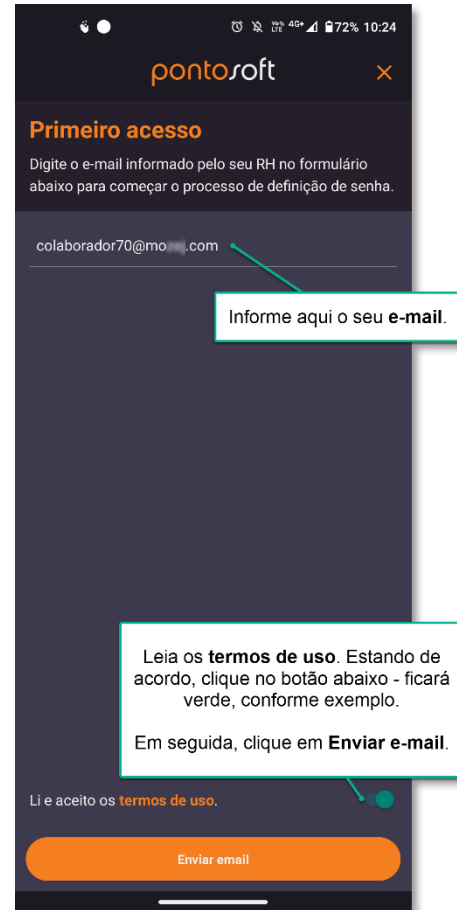 Vo)) LTE 4G+ 72% 10:24
pontosoft ×
Primeiro acesso
Digite o e-mail informado pelo seu RH no formulário
abaixo para começar o processo de definição de senha.
colaborador70@mo .com
Informe aqui o seu e-mail.
Leia os termos de uso. Estando de
acordo, clique no botão abaixo - ficará
verde, conforme exemplo.
Em seguida, clique em Enviar e-mail.
Li e aceito os termos de uso.
Enviar email